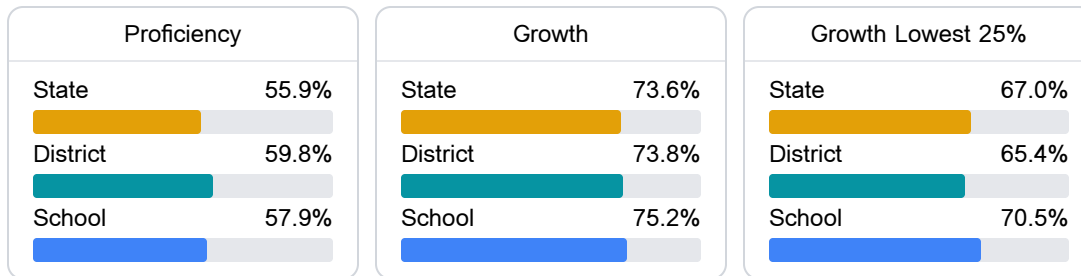 Proficiency
State 55.9%
District 59.8%
School 57.9%
Growth
State 73.6%
District 73.8%
School 75.2%
Growth Lowest 25%
State 67.0%
District 65.4%
School 70.5%